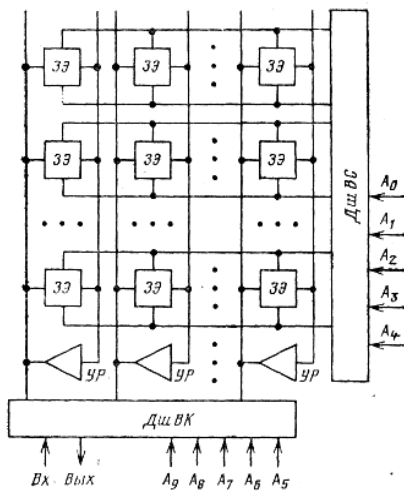 ЗЭ ЗЭ ЗЭ
ЗЭ ЗЭ ЗЭ
ЗЭ ЗЭ ЗЭ
ДшВС
A0
A1
A2
A3
A4
УР УР УР
ДшВК
Вх Вых A9 A8 A7 A6 A5